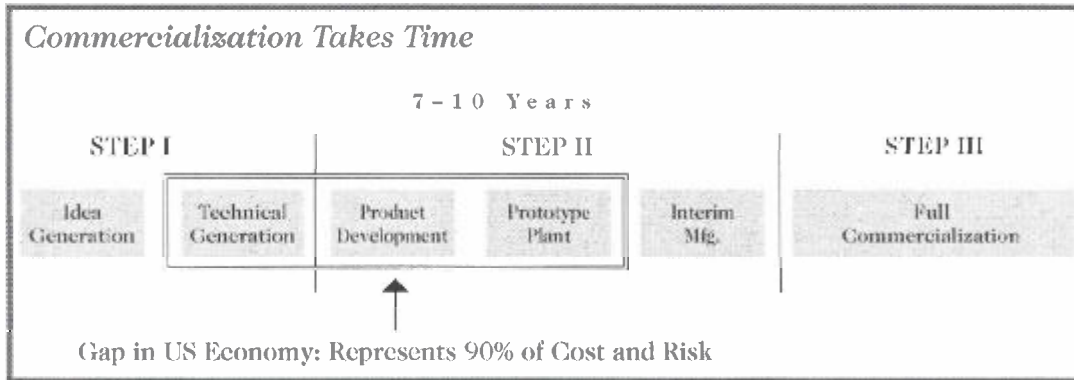 Commercialization Takes Time
7-10 Years
STEP I
STEP II
STEP III
Idea
Generation
Technical
Generation
Product
Development
Prototype
Plant
Interim
Mfg.
Full
Commercialization
Gap in US Economy: Represents 90% of Cost and Risk